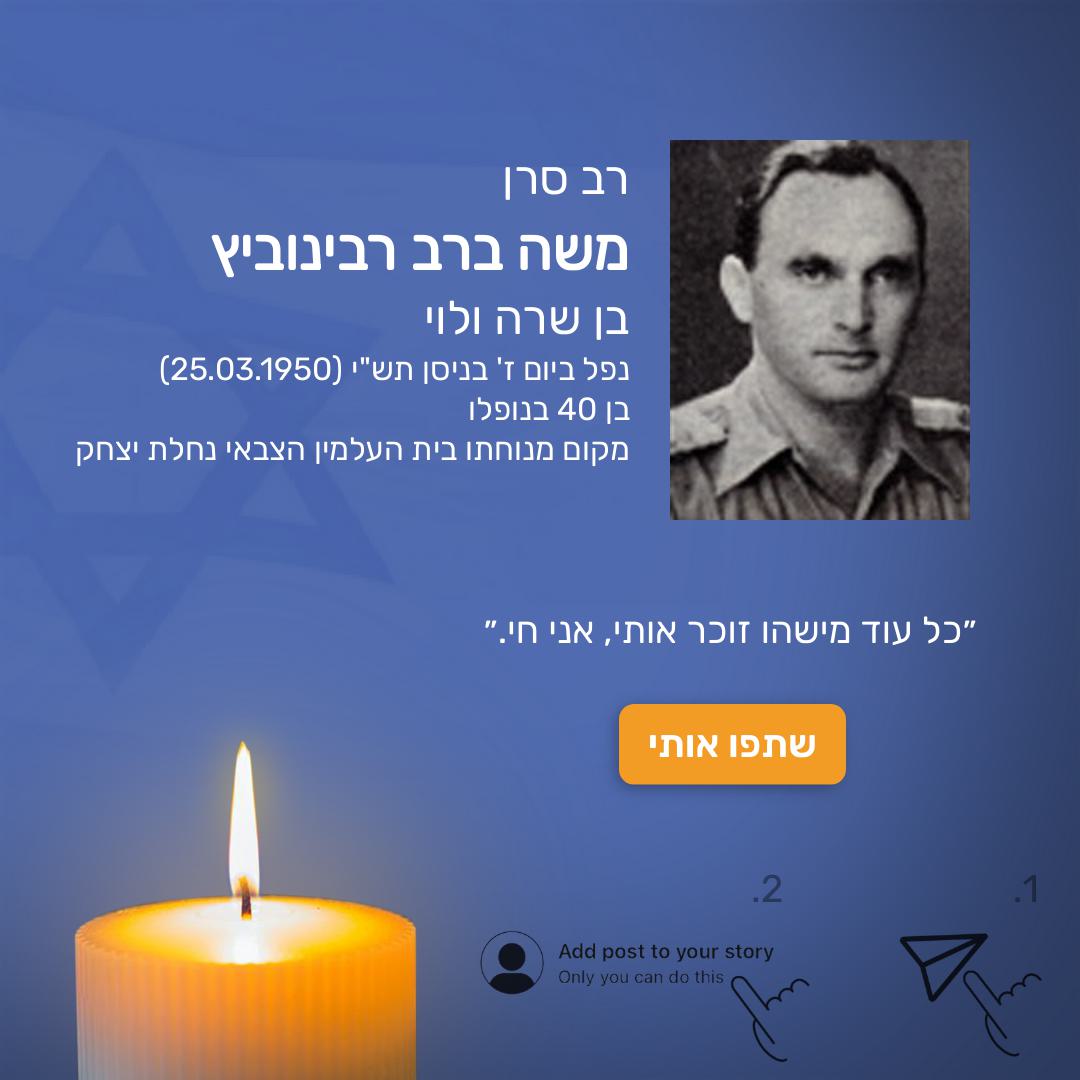 רב סרן
משה ברב רבינוביץ
בן שרה ולוי
נפל ביום ז' בניסן תש"י (25.03.1950)
בן 40 בנופלו
מקום מנוחתו בית העלמין הצבאי נחלת יצחק
״כל עוד מישהו זוכר אותי, אני חי.״
שתפו אותי
1.
2.
Add post to your story
Only you can do this